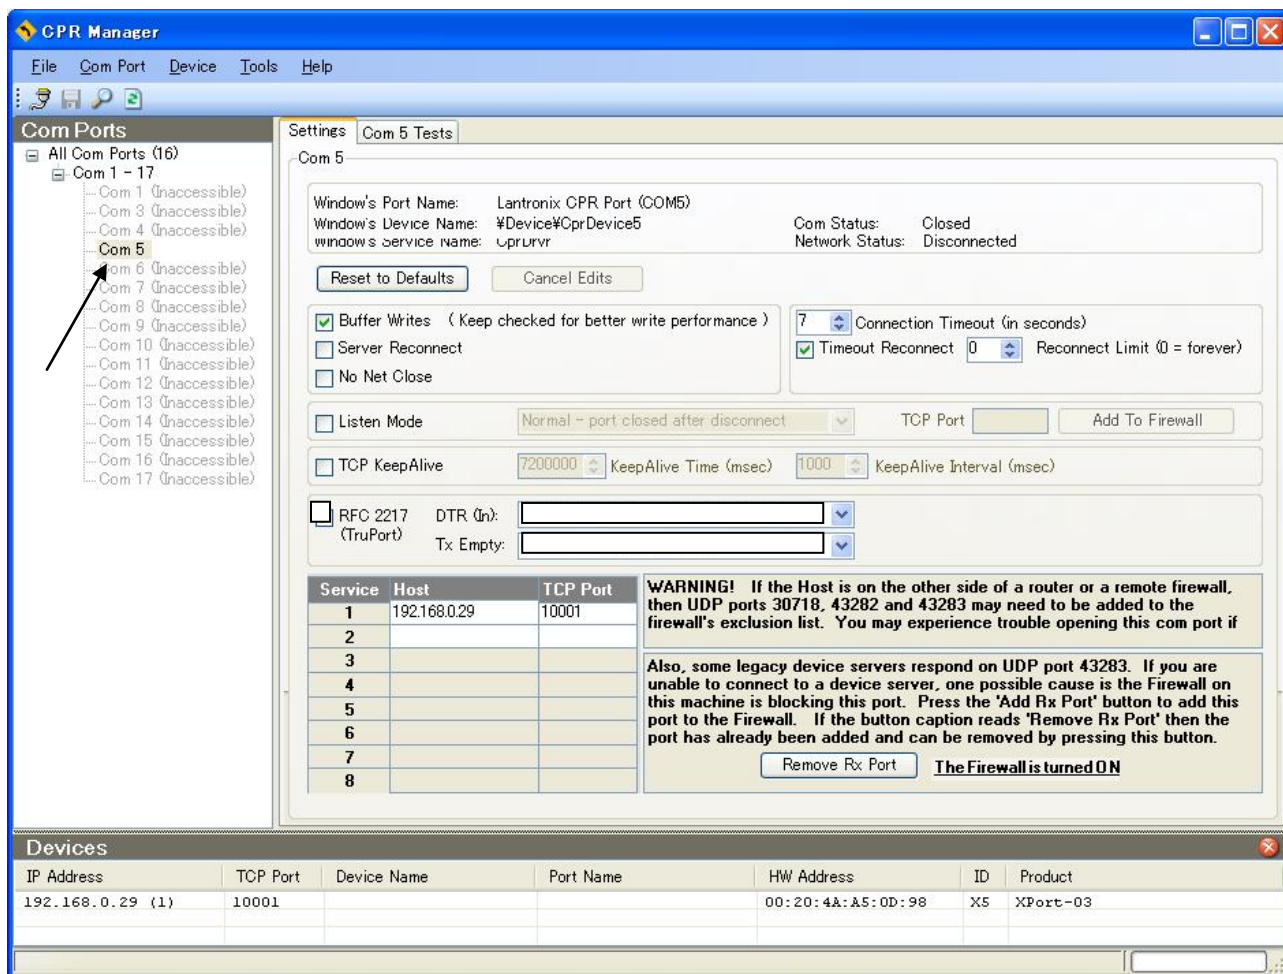 CPR Manager
File Com Port Device Tools Help
Com Ports
All Com Ports (16)
Com 1 - 17
Com 1 (Inaccessible)
Com 3 (Inaccessible)
Com 4 (Inaccessible)
Com 5
Com 6 (Inaccessible)
Com 7 (Inaccessible)
Com 8 (Inaccessible)
Com 9 (Inaccessible)
Com 10 (Inaccessible)
Com 11 (Inaccessible)
Com 12 (Inaccessible)
Com 13 (Inaccessible)
Com 14 (Inaccessible)
Com 15 (Inaccessible)
Com 16 (Inaccessible)
Com 17 (Inaccessible)
Settings Com 5 Tests
Com 5
Window's Port Name: Lantronix CPR Port (COM5)
Window's Device Name: ¥Device¥CprDevice5 Com Status: Closed
Window's Service Name: CprDrvr Network Status: Disconnected
Reset to Defaults Cancel Edits
Buffer Writes ( Keep checked for better write performance ) 7 Connection Timeout (in seconds)
Server Reconnect Timeout Reconnect 0 Reconnect Limit (0 = forever)
No Net Close
Listen Mode Normal - port closed after disconnect TCP Port Add To Firewall
TCP KeepAlive 7200000 KeepAlive Time (msec) 1000 KeepAlive Interval (msec)
RFC 2217 DTR (In):
(TruPort) Tx Empty:
Service Host TCP Port
1 192.168.0.29 10001
2
3
4
5
6
7
8
WARNING! If the Host is on the other side of a router or a remote firewall,
then UDP ports 30718, 43282 and 43283 may need to be added to the
firewall's exclusion list. You may experience trouble opening this com port if
Also, some legacy device servers respond on UDP port 43283. If you are
unable to connect to a device server, one possible cause is the Firewall on
this machine is blocking this port. Press the 'Add Rx Port' button to add this
port to the Firewall. If the button caption reads 'Remove Rx Port' then the
port has already been added and can be removed by pressing this button.
Remove Rx Port The Firewall is turned ON
Devices
IP Address TCP Port Device Name Port Name HW Address ID Product
192.168.0.29 (1) 10001 00:20:4A:A5:0D:98 X5 XPort-03